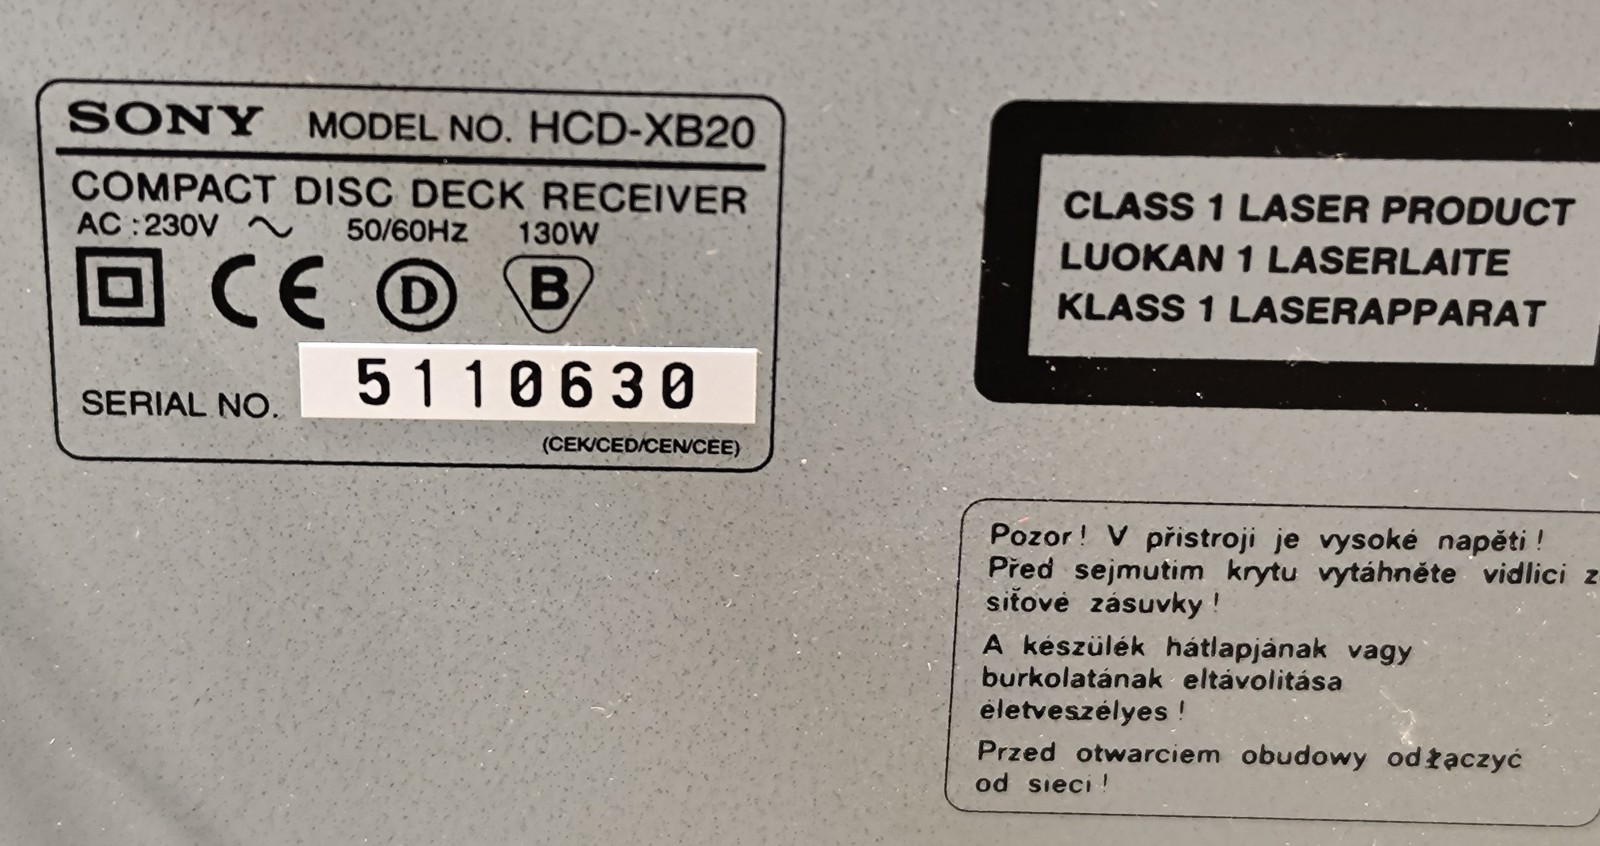 SONY MODEL NO. HCD-XB20
COMPACT DISC DECK RECEIVER
AC : 230V ~ 50/60Hz 130W
CE D B
SERIAL NO. 5110630
(CEK/CED/CEN/CEE)
CLASS 1 LASER PRODUCT
LUOKAN 1 LASERLAITE
KLASS 1 LASERAPPARAT
Pozor! V přistroji je vysoké napěti!
Před sejmutim krytu vytáhněte vidlici z
síťové zásuvky!
A készülék hátlapjának vagy
burkolatának eltávolitása
életveszélyes!
Przed otwarciem obudowy odłączyć
od sieci!